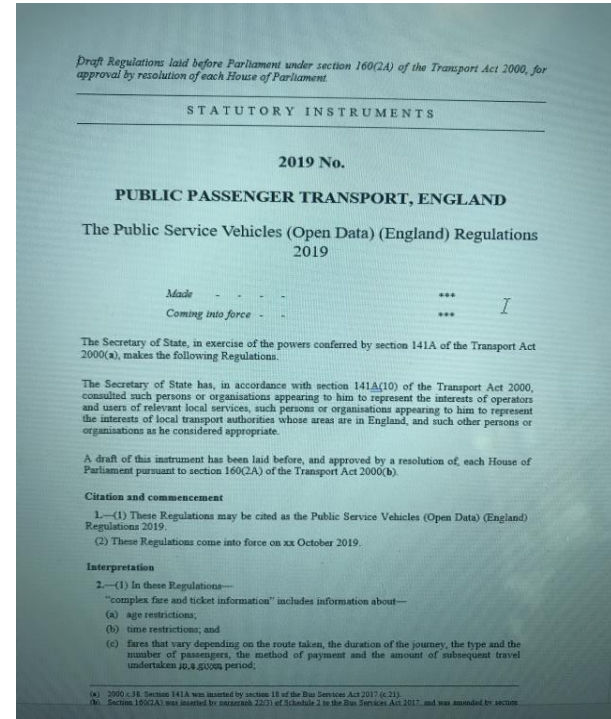 Draft Regulations laid before Parliament under section 160(2A) of the Transport Act 2000, for
approval by resolution of each House of Parliament
STATUTORY INSTRUMENTS
2019 No.
PUBLIC PASSENGER TRANSPORT, ENGLAND
The Public Service Vehicles (Open Data) (England) Regulations
2019
Made - - - - ***
Coming into force - - ***
The Secretary of State, in exercise of the powers conferred by section 141A of the Transport Act
2000(a), makes the following Regulations.
The Secretary of State has, in accordance with section 141A(10) of the Transport Act 2000,
consulted such persons or organisations appearing to him to represent the interests of operators
and users of relevant local services, such persons or organisations appearing to him to represent
the interests of local transport authorities whose areas are in England, and such other persons or
organisations as he considered appropriate.
A draft of this instrument has been laid before, and approved by a resolution of, each House of
Parliament pursuant to section 160(2A) of the Transport Act 2000(b).
Citation and commencement
1.—(1) These Regulations may be cited as the Public Service Vehicles (Open Data) (England)
Regulations 2019.
(2) These Regulations come into force on xx October 2019.
Interpretation
2.—(1) In these Regulations—
"complex fare and ticket information" includes information about—
(a) age restrictions;
(b) time restrictions; and
(c) fares that vary depending on the route taken, the duration of the journey, the type and the
number of passengers, the method of payment and the amount of subsequent travel
undertaken in a given period;
(a) 2000 c.38. Section 141A was inserted by section 18 of the Bus Services Act 2017 (c.21).
(b) Section 160(2A) was inserted by paragraph 22(3) of Schedule 2 to the Bus Services Act 2017, and was amended by section